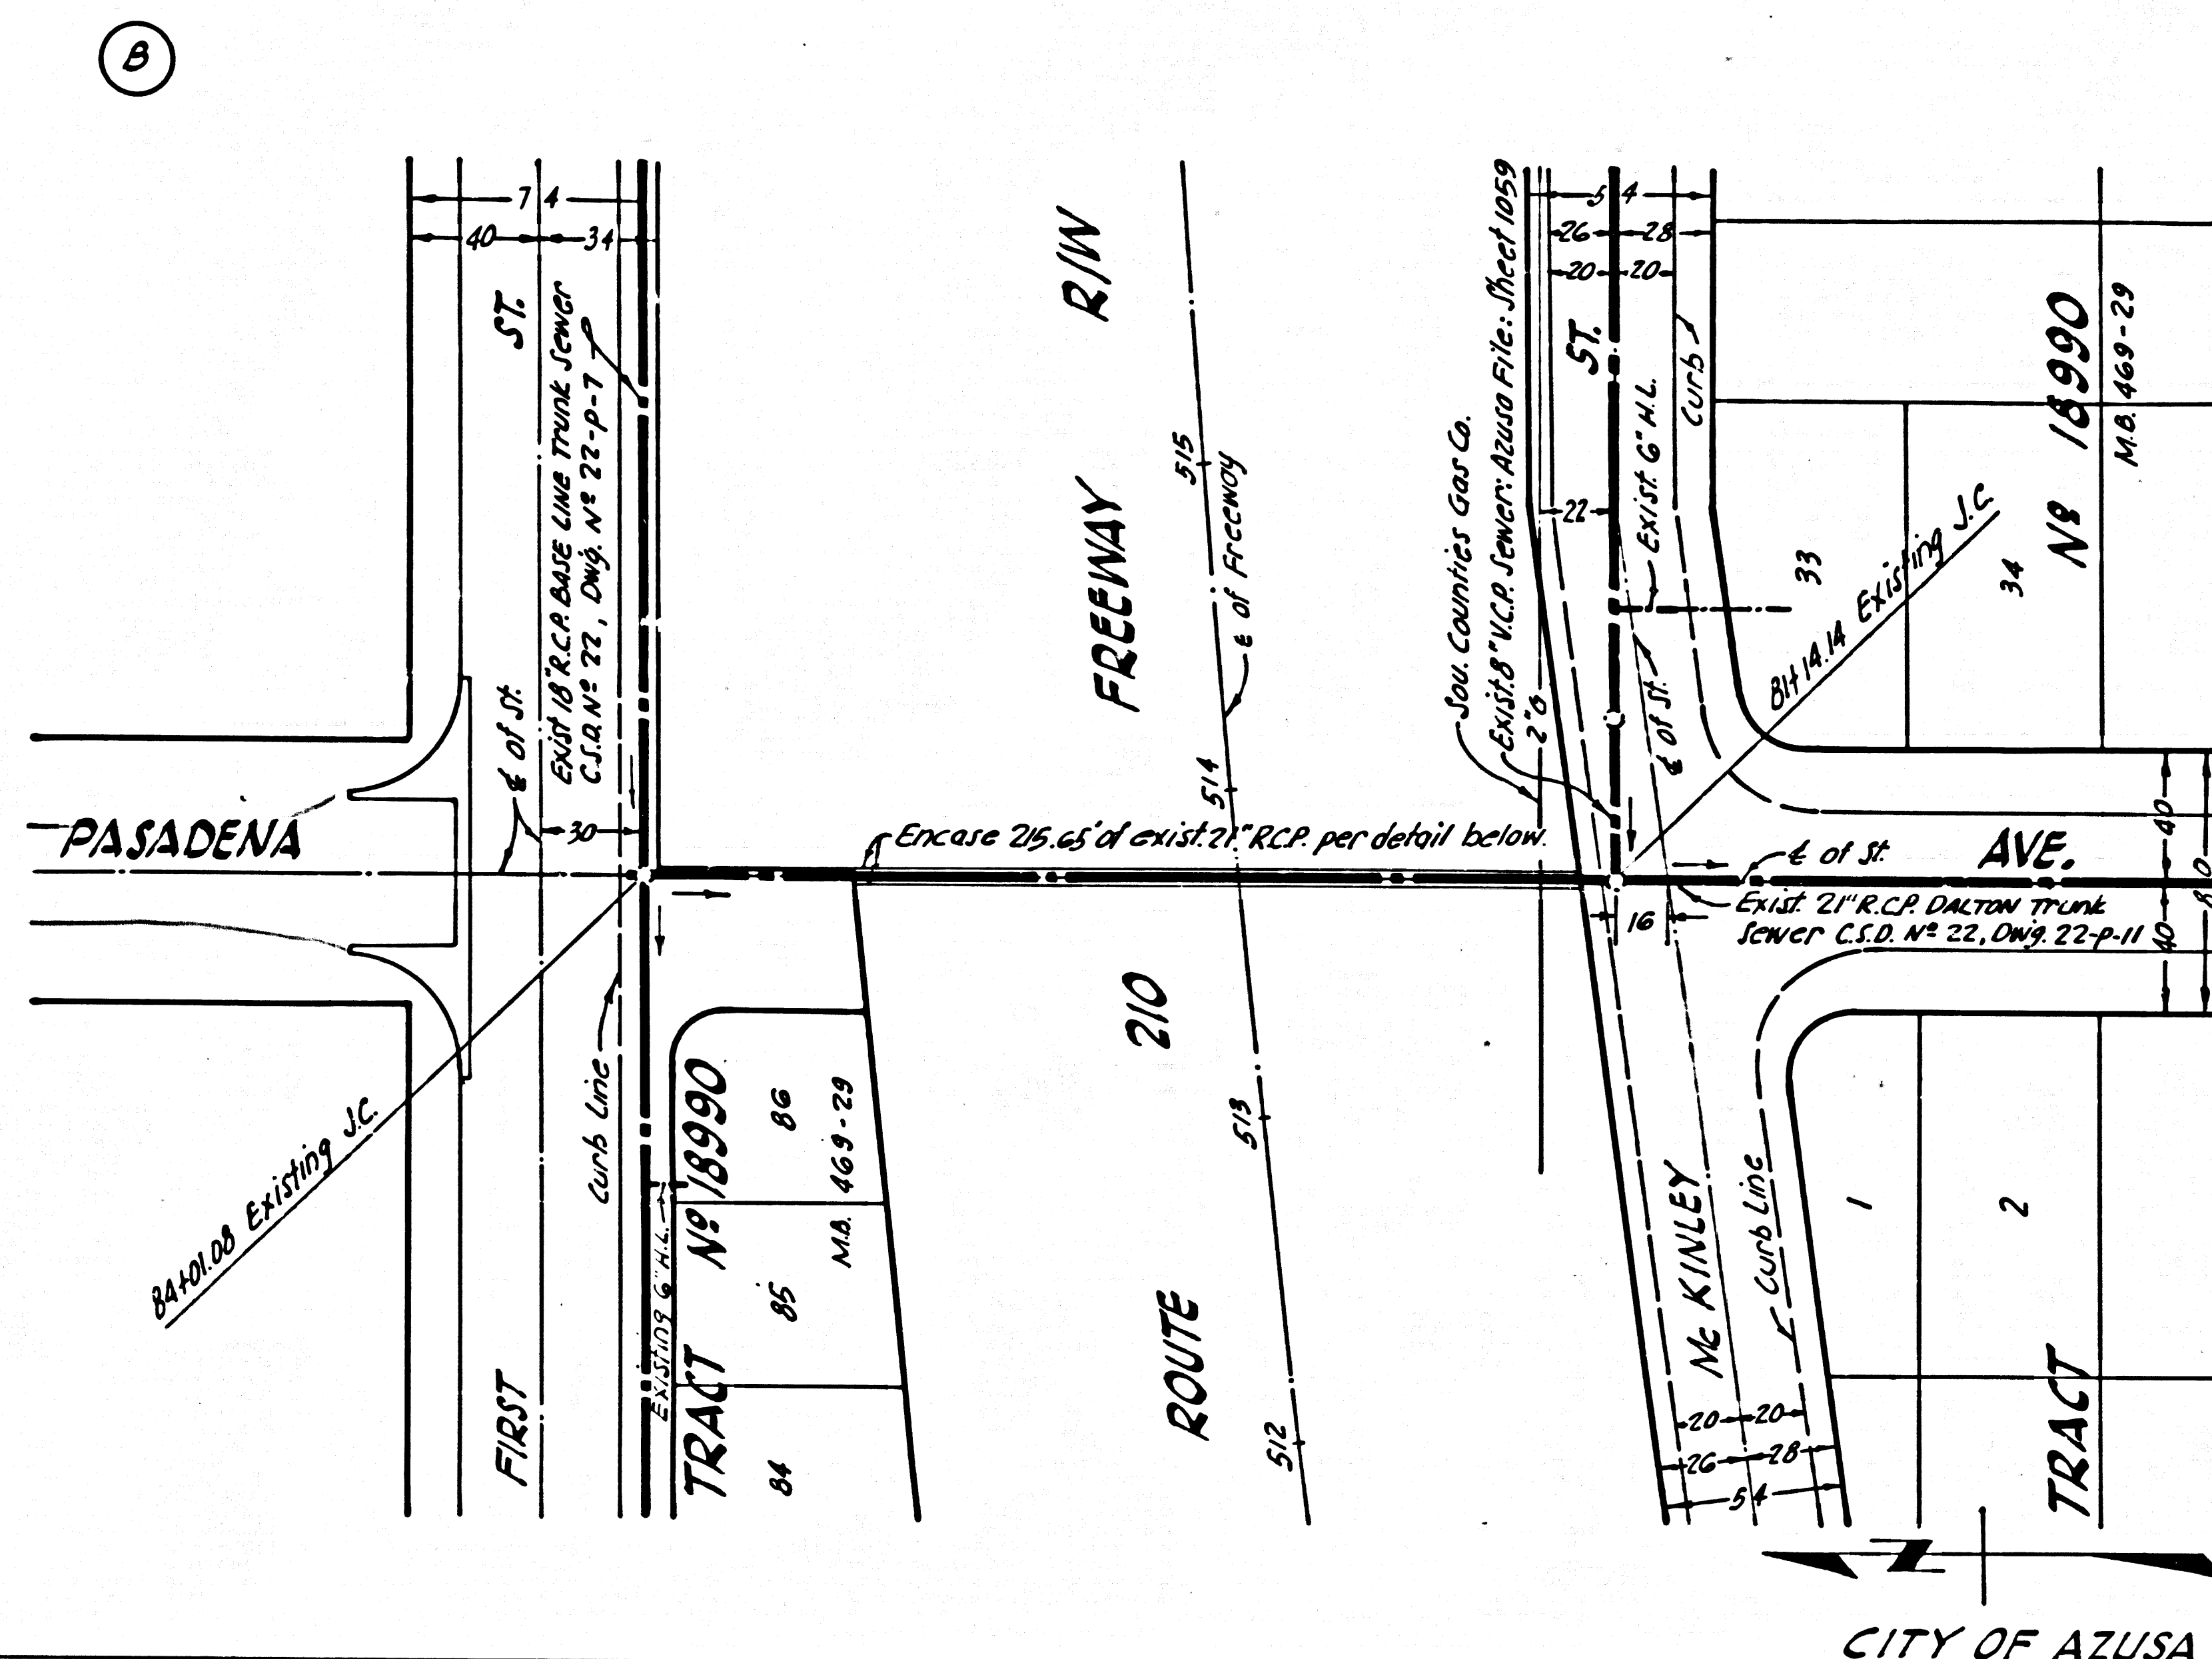 B
7 4
40
34
ST.
Exist 18" R.C.P. BASE LINE Trunk Sewer
C.S.D. Nº 22, Dwg. Nº 22-P-7
℄ of St.
30
PASADENA
84+01.08 Existing J.C.
Curb Line
FIRST
Existing 6" H.L.
TRACT Nº 18990
86
85
84
M.B. 469-29
Encase 215.65' of exist. 21" R.C.P. per detail below.
R/W
FREEWAY
210
ROUTE
515
514
513
512
℄ of Freeway
Sou. Counties Gas Co.
Exist. 8" V.C.P. Sewer: Azusa File: Sheet 1059
2" G
5 4
26
28
20
20
ST.
22
Exist. 6" H.L.
Curb
℄ of St.
81+14.14 Existing J.C.
33
34
Nº 18990
M.B. 469-29
℄ of St.
AVE.
16
Exist. 21" R.C.P. DALTON Trunk
Sewer C.S.D. Nº 22, Dwg. 22-P-11
40
40
80
Mc KINLEY
Curb Line
1
2
20
20
26
28
54
TRACT
N
CITY OF AZUSA